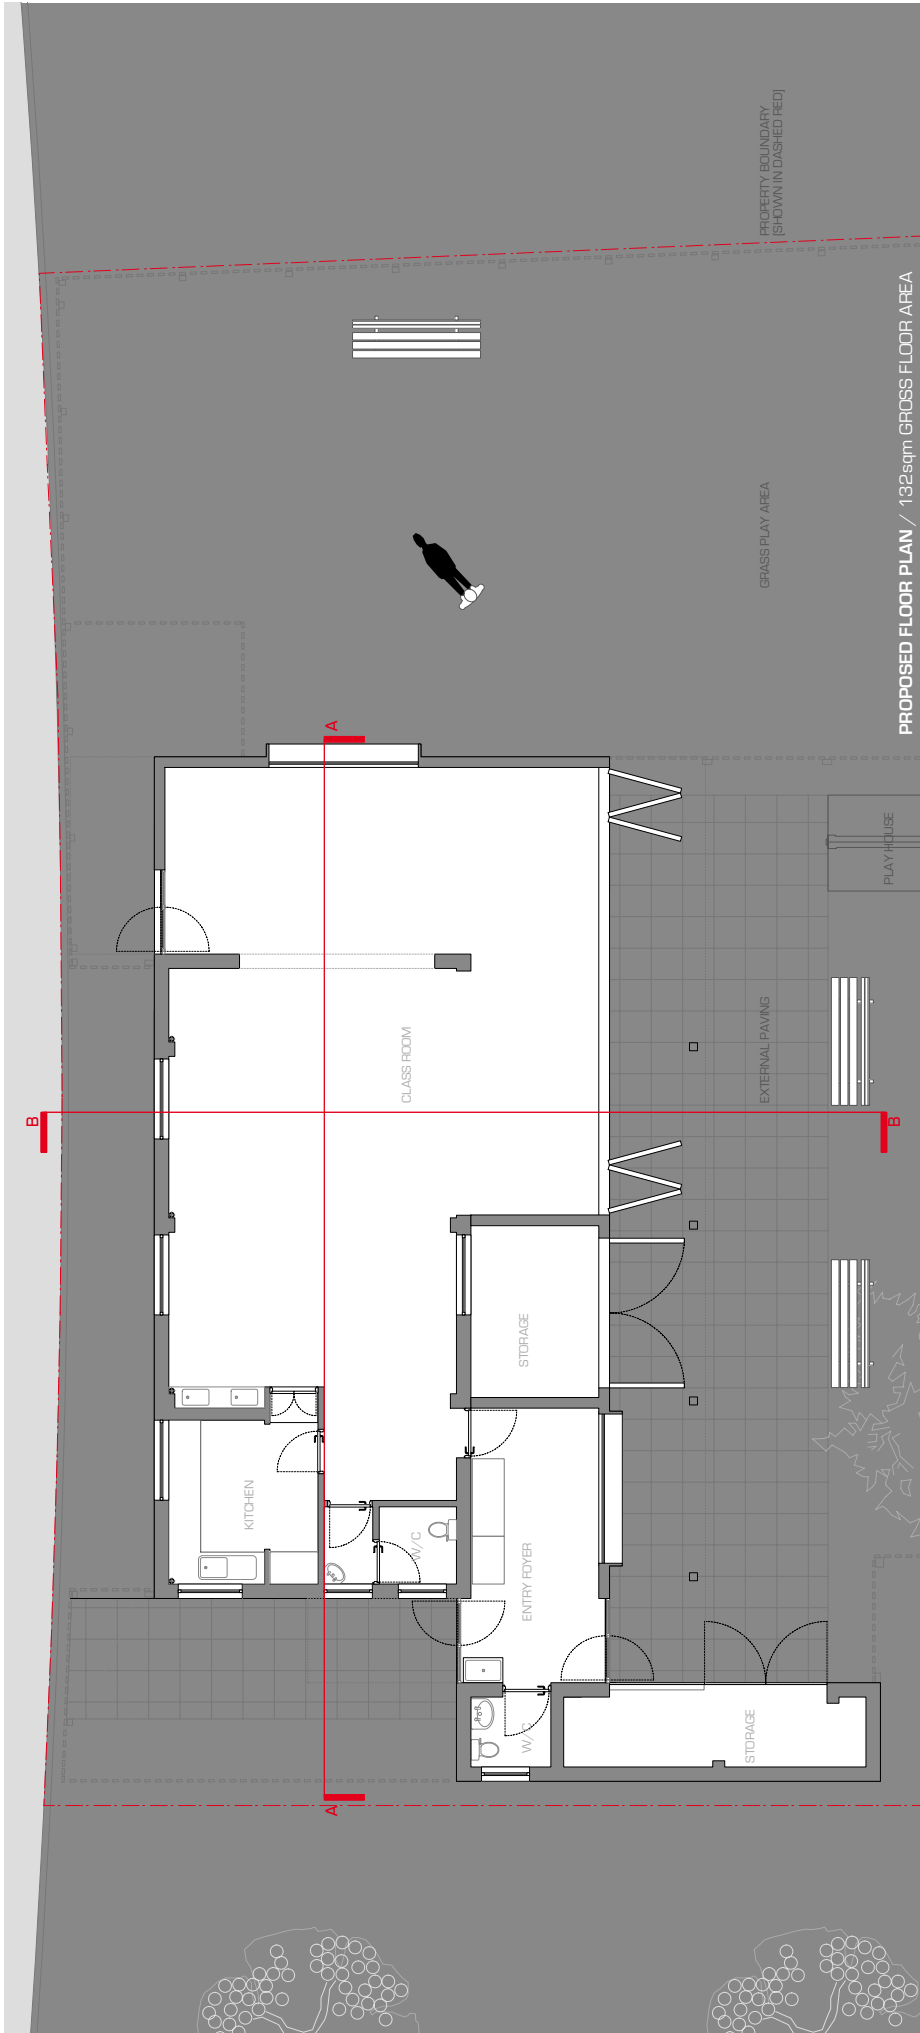 PROPERTY BOUNDARY
[SHOWN IN DASHED RED]
PROPOSED FLOOR PLAN / 132sqm GROSS FLOOR AREA
GRASS PLAY AREA
A
PLAY HOUSE
CLASS ROOM
EXTERNAL PAVING
B
B
STORAGE
KITCHEN
W/C
ENTRY FOYER
W/C
STORAGE
A